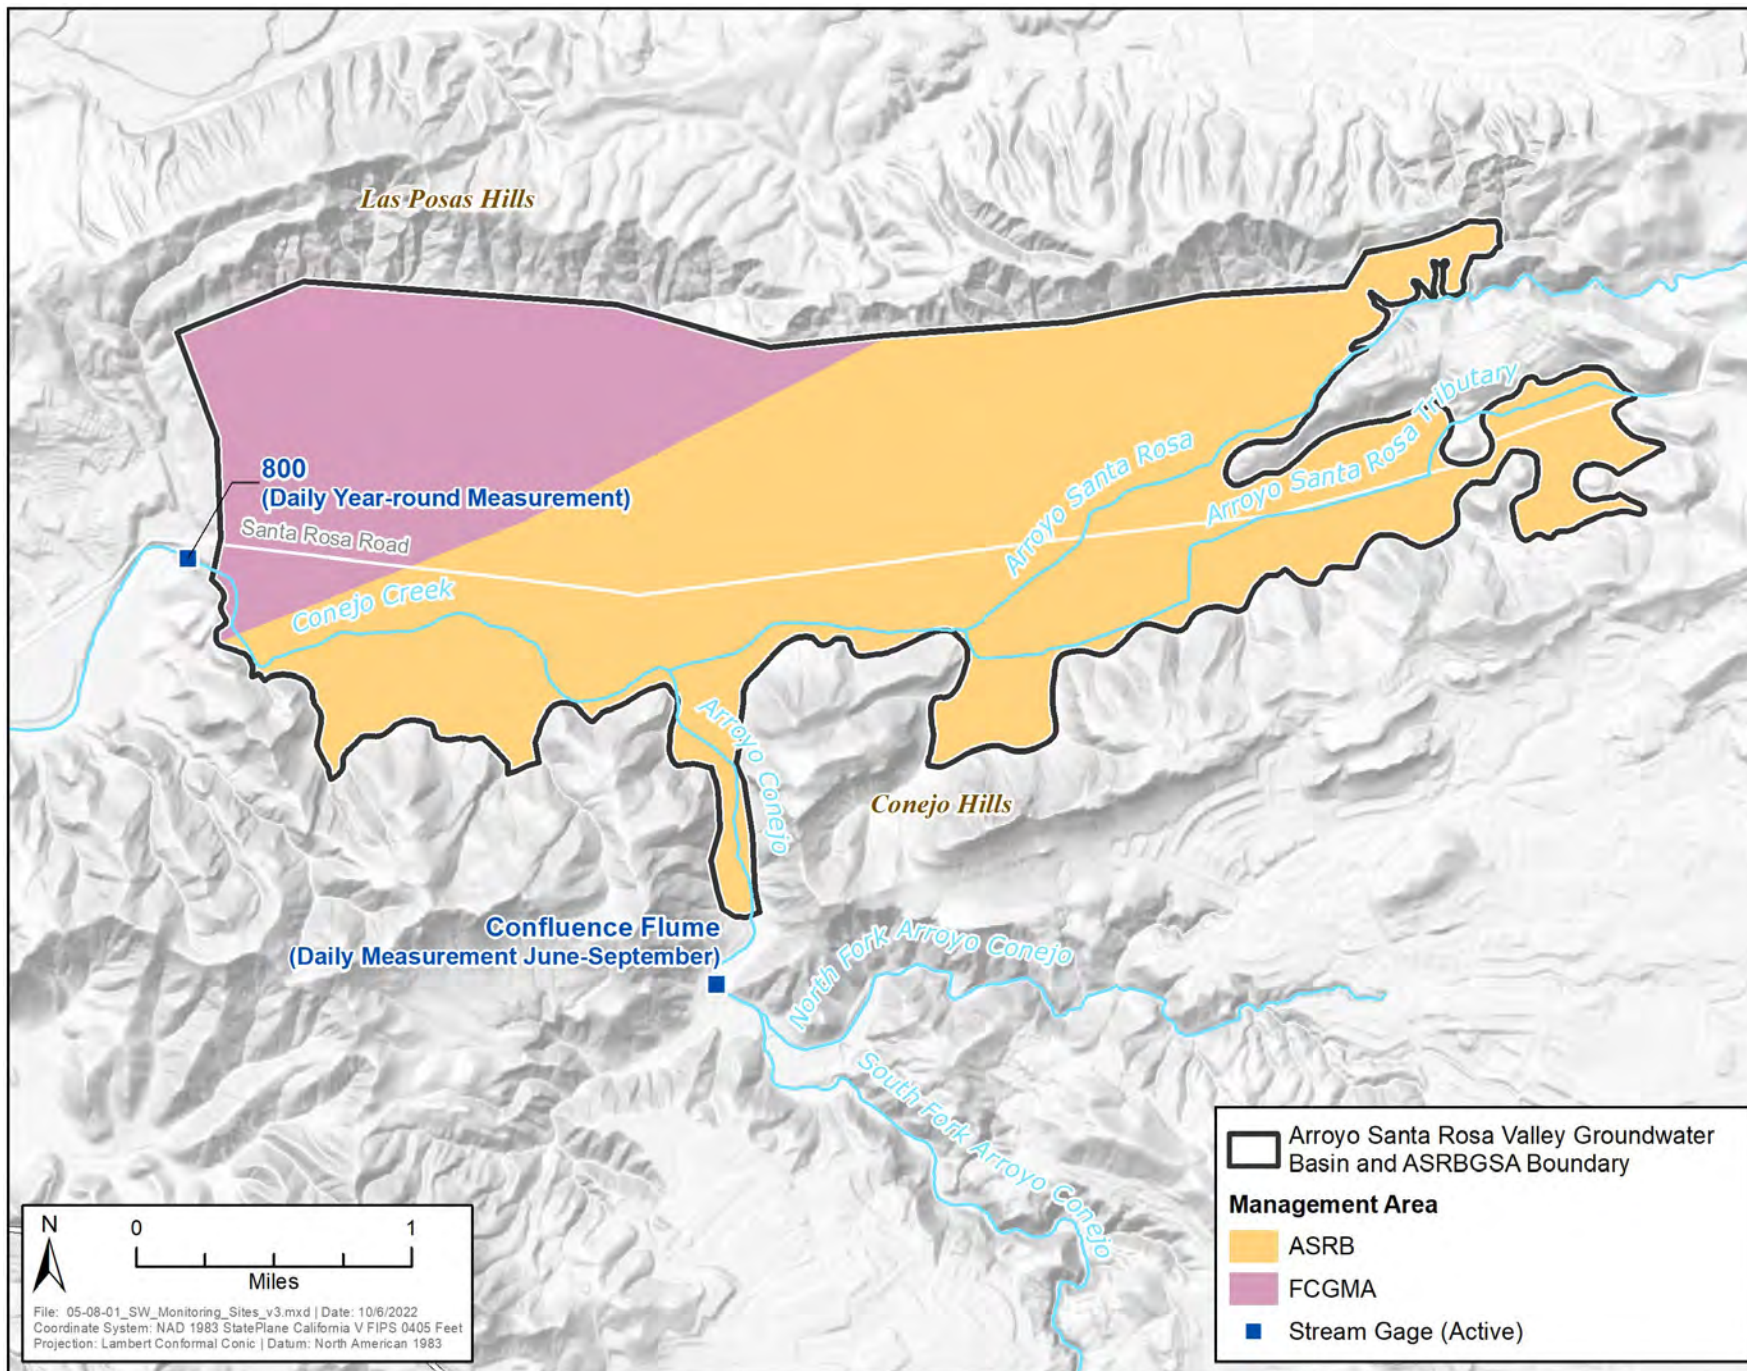 Las Posas Hills
800
(Daily Year-round Measurement)
Santa Rosa Road
Conejo Creek
Arroyo Santa Rosa
Arroyo Santa Rosa Tributary
Arroyo Conejo
Conejo Hills
Confluence Flume
(Daily Measurement June-September)
North Fork Arroyo Conejo
South Fork Arroyo Conejo
N
0 1
Miles
File: 05-08-01_SW_Monitoring_Sites_v3.mxd | Date: 10/6/2022
Coordinate System: NAD 1983 StatePlane California V FIPS 0405 Feet
Projection: Lambert Conformal Conic | Datum: North American 1983
Arroyo Santa Rosa Valley Groundwater
Basin and ASRBGSA Boundary
Management Area
ASRB
FCGMA
Stream Gage (Active)